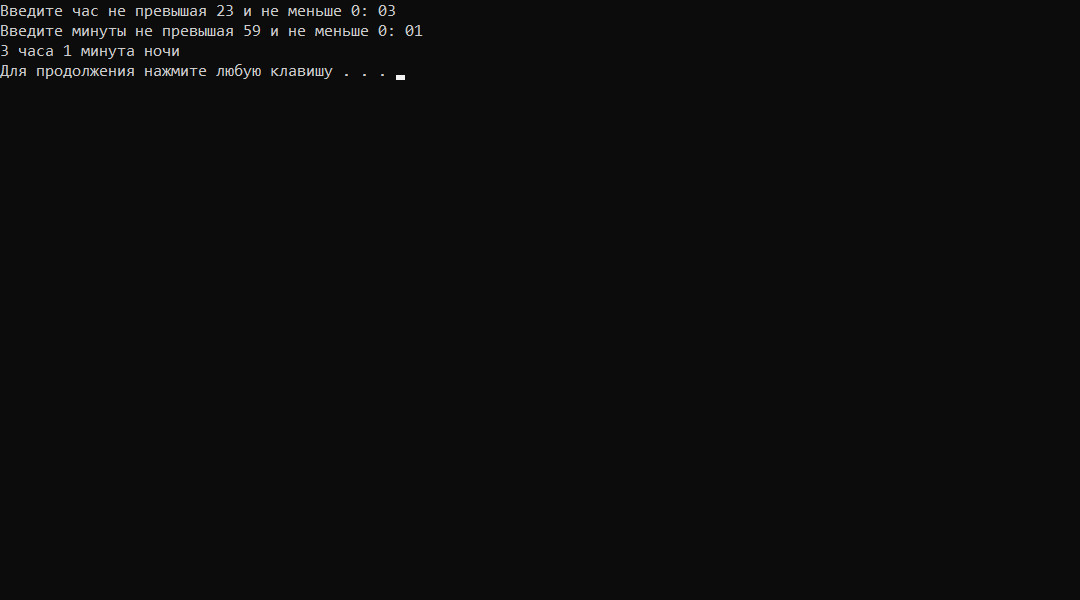 Введите час не превышая 23 и не меньше 0: 03
Введите минуты не превышая 59 и не меньше 0: 01
3 часа 1 минута ночи
Для продолжения нажмите любую клавишу . . .